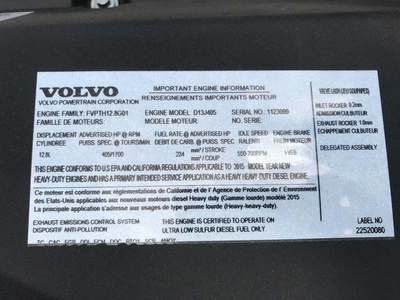 VOLVO
VOLVO POWERTRAIN CORPORATION
IMPORTANT ENGINE INFORMATION
RENSEIGNEMENTS IMPORTANTS MOTEUR
ENGINE FAMILY: FVPTH12.8G01 ENGINE MODEL: D13J405 SERIAL NO: 1123099
FAMILLE DE MOTEURS: MODELE MOTEUR: NO. SERIE:
DISPLACEMENT ADVERTISED HP @ RPM FUEL RATE @ ADVERTISED HP IDLE SPEED ENGINE BRAKE
CYLINDREE PUISS. SPEC. @ TOURS/MIN. DEBIT DE CARB. @ PUISS. SPEC. RALENTI FREIN MOTEUR
12.8L 405/1700 234 mm³/ STROKE 550-700RPM I-VEB
mm³/ COUP
THIS ENGINE CONFORMS TO U.S EPA AND CALIFORNIA REGULATIONS APPLICABLE TO 2015 MODEL YEAR NEW
HEAVY-DUTY ENGINES AND HAS A PRIMARY INTENDED SERVICE APPLICATION AS A HEAVY HEAVY-DUTY DIESEL ENGINE.
Ce moteur est conforme aux réglementations de Californie et de l'Agence de Protection de l'Environment
des Etats-Unis applicables aux nouveaux moteurs diesel Heavy duty (Gamme lourde) modèle 2015
La principale application s'adresse aux engins de type gamme lourde (Heavy-heavy-duty).
EXHAUST EMISSIONS CONTROL SYSTEM THIS ENGINE IS CERTIFIED TO OPERATE ON
DISPOSITIF ANTI-POLLUTION ULTRA LOW SULFUR DIESEL FUEL ONLY
VALVE LASH
INLET ROCKER 0.2mm
ADMISSION CULBUTEUR
EXHAUST ROCKER 1.0mm
ECHAPPEMENT CULBUTEUR
DELEGATED ASSEMBLY
LABEL NO
22520080